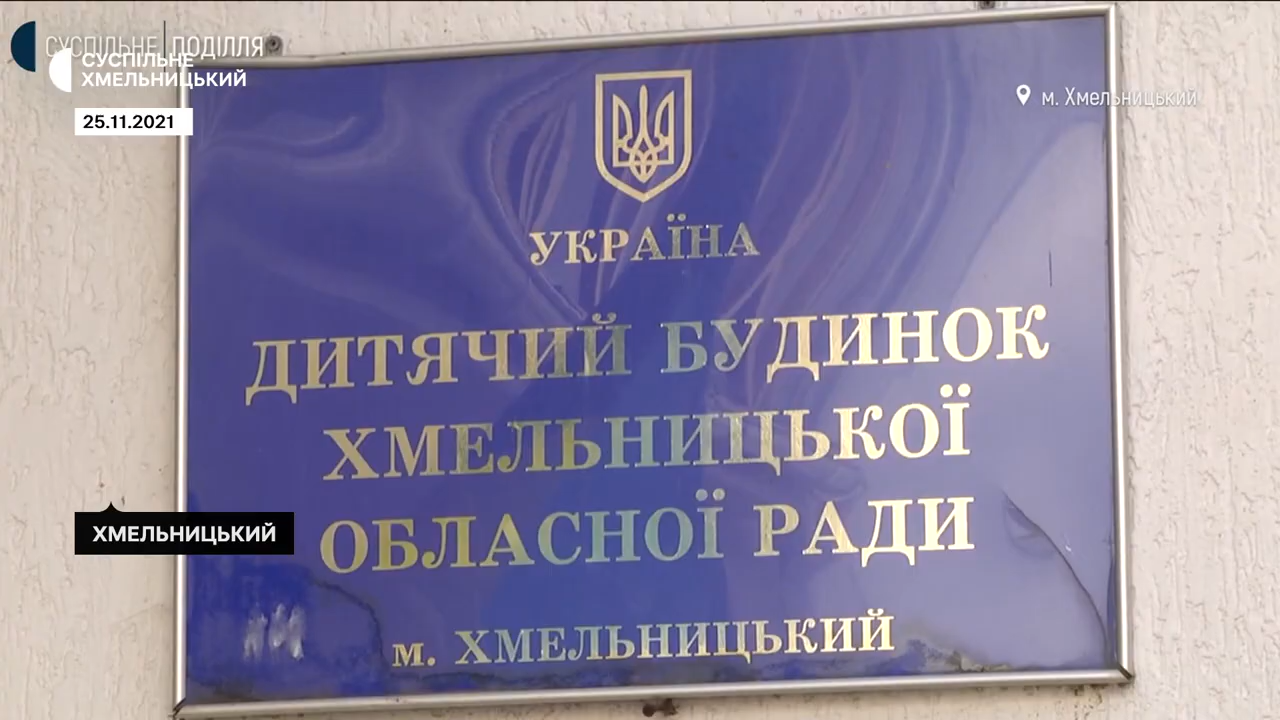 СУСПІЛЬНЕ ПОДІЛЛЯ
СУСПІЛЬНЕ
ХМЕЛЬНИЦЬКИЙ
25.11.2021
м. Хмельницький
УКРАЇНА
ДИТЯЧИЙ БУДИНОК
ХМЕЛЬНИЦЬКОЇ
ОБЛАСНОЇ РАДИ
м. ХМЕЛЬНИЦЬКИЙ
ХМЕЛЬНИЦЬКИЙ